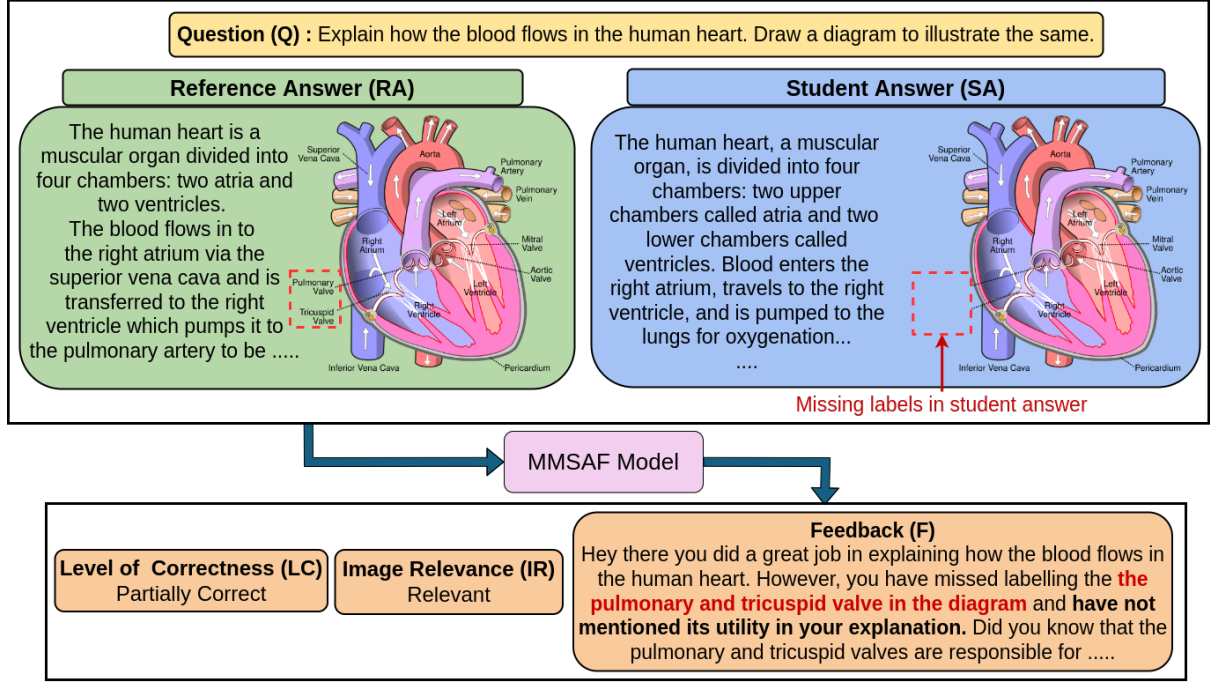 Question (Q) : Explain how the blood flows in the human heart. Draw a diagram to illustrate the same.
Reference Answer (RA)
The human heart is a
muscular organ divided into
four chambers: two atria and
two ventricles.
The blood flows in to
the right atrium via the
superior vena cava and is
transferred to the right
ventricle which pumps it to
the pulmonary artery to be .....
Superior
Vena Cava
Aorta
Pulmonary
Artery
Pulmonary
Vein
Left
Atrium
Right
Atrium
Mitral
Valve
Aortic
Valve
Pulmonary
Valve
Left
Ventricle
Tricuspid
Valve
Right
Ventricle
Inferior Vena Cava
Pericardium
Student Answer (SA)
The human heart, a muscular
organ, is divided into four
chambers: two upper
chambers called atria and two
lower chambers called
ventricles. Blood enters the
right atrium, travels to the right
ventricle, and is pumped to the
lungs for oxygenation...
....
Superior
Vena Cava
Aorta
Pulmonary
Artery
Pulmonary
Vein
Left
Atrium
Right
Atrium
Mitral
Valve
Aortic
Valve
Left
Ventricle
Right
Ventricle
Inferior Vena Cava
Pericardium
Missing labels in student answer
MMSAF Model
Level of Correctness (LC)
Partially Correct
Image Relevance (IR)
Relevant
Feedback (F)
Hey there you did a great job in explaining how the blood flows in
the human heart. However, you have missed labelling the the
pulmonary and tricuspid valve in the diagram and have not
mentioned its utility in your explanation. Did you know that the
pulmonary and tricuspid valves are responsible for .....